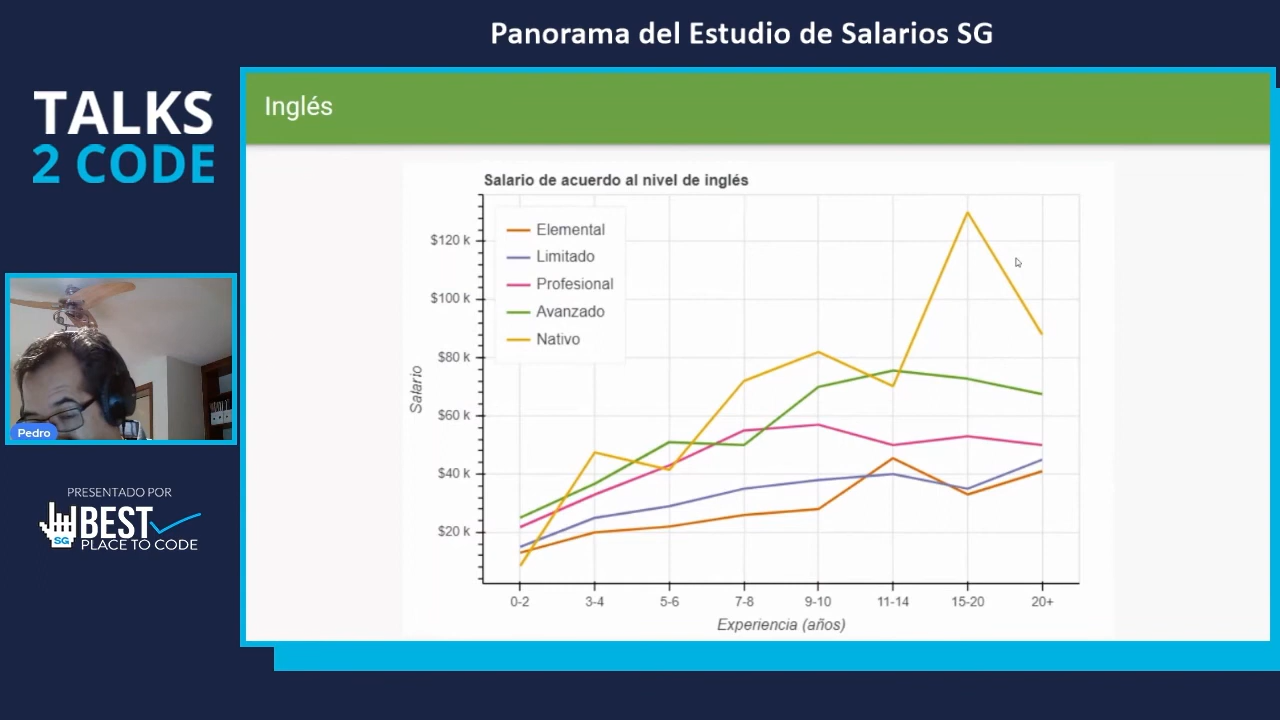 Panorama del Estudio de Salarios SG
TALKS
2 CODE
Inglés
Salario de acuerdo al nivel de inglés
Elemental
Limitado
Profesional
Avanzado
Nativo
$120 k
$100 k
$80 k
$60 k
$40 k
$20 k
Salario
0-2
3-4
5-6
7-8
9-10
11-14
15-20
20+
Experiencia (años)
Pedro
PRESENTADO POR
SG
BEST
PLACE TO CODE